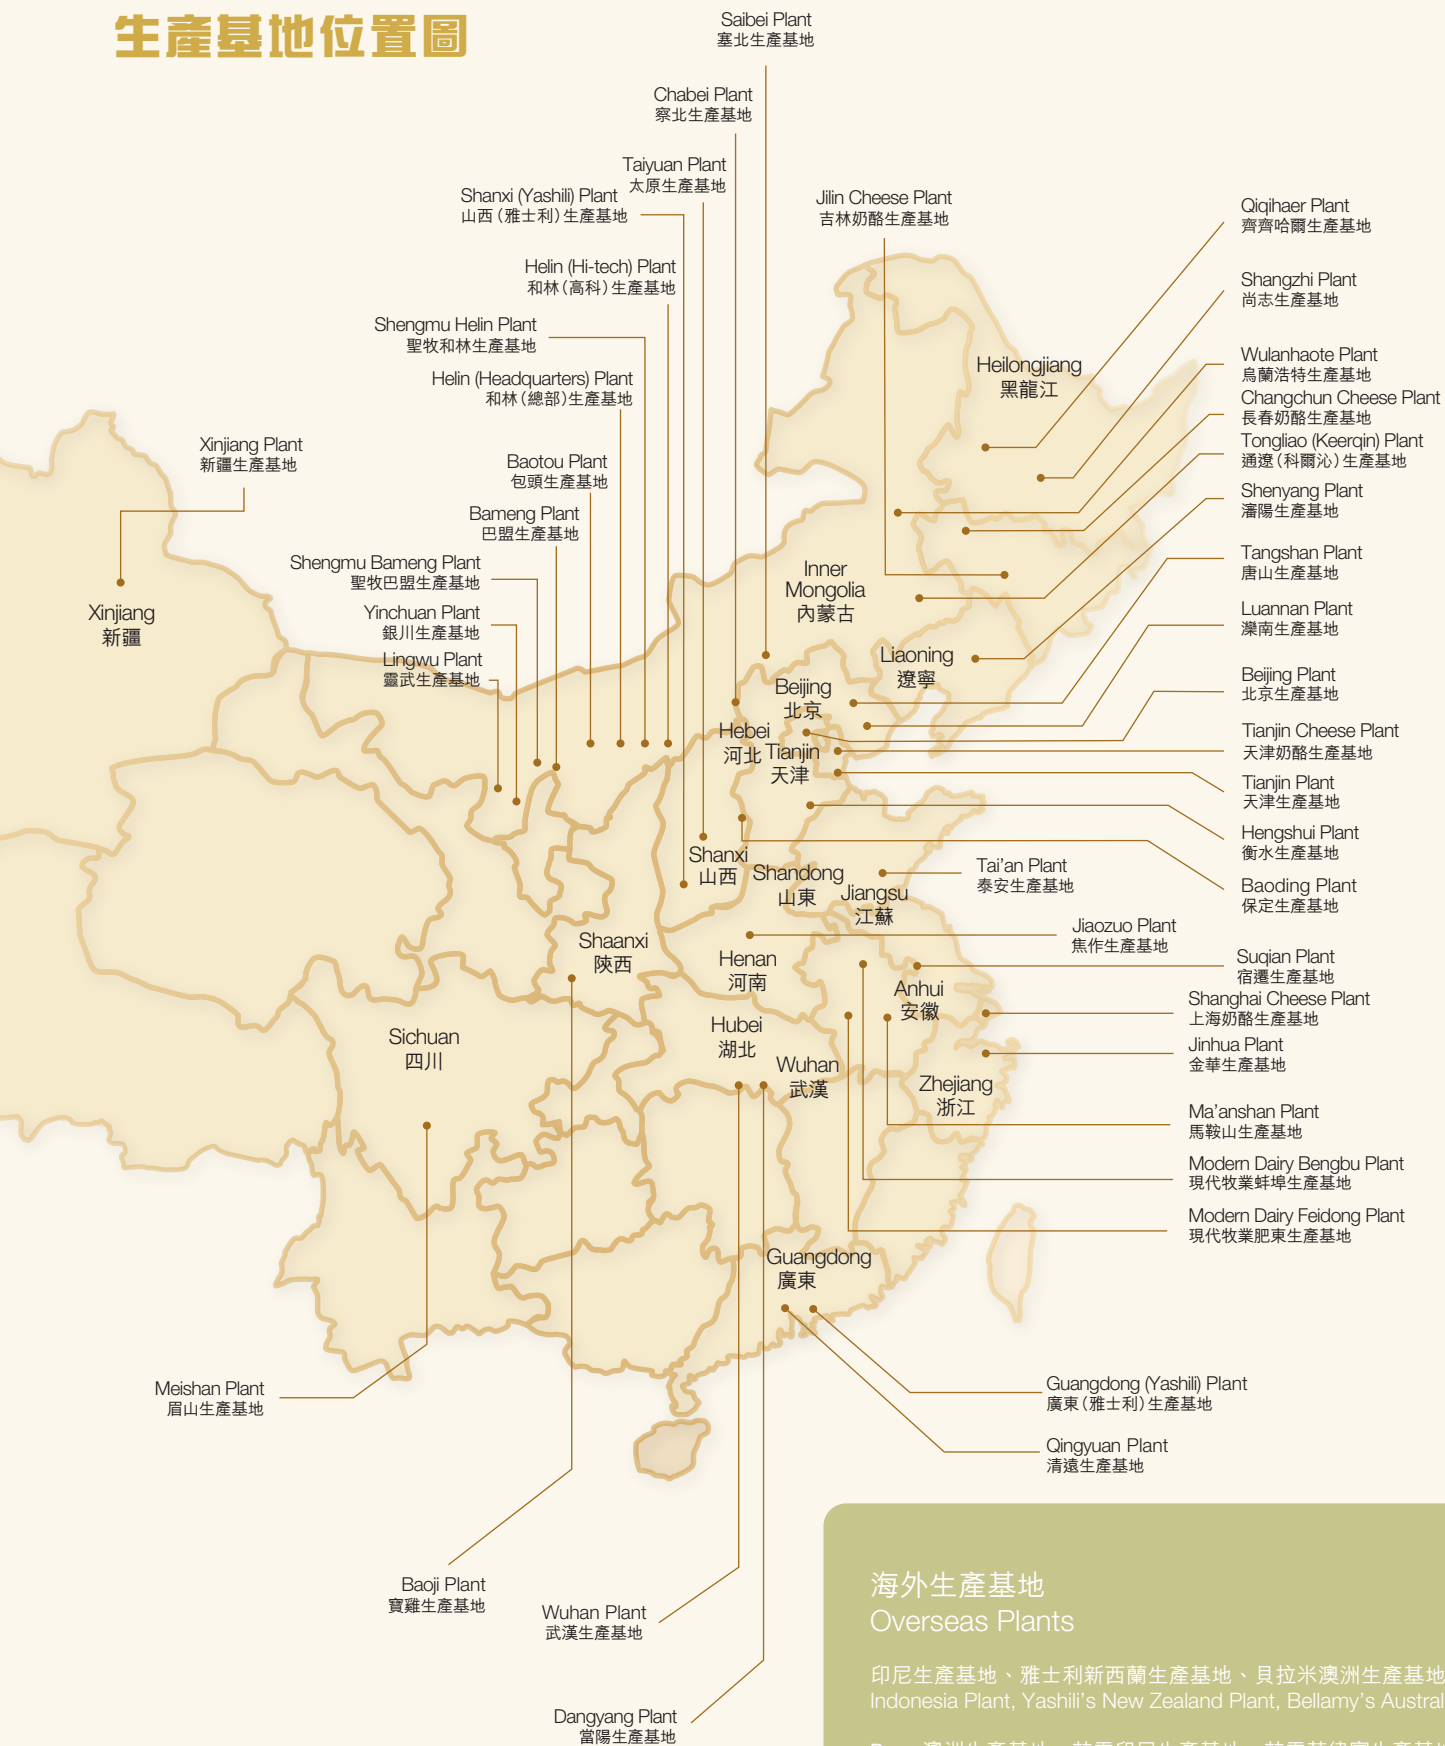 生產基地位置圖
Saibei Plant
塞北生產基地
Chabei Plant
察北生產基地
Taiyuan Plant
太原生產基地
Shanxi (Yashili) Plant
山西（雅士利）生產基地
Jilin Cheese Plant
吉林奶酪生產基地
Helin (Hi-tech) Plant
和林（高科）生產基地
Shengmu Helin Plant
聖牧和林生產基地
Helin (Headquarters) Plant
和林（總部）生產基地
Xinjiang Plant
新疆生產基地
Baotou Plant
包頭生產基地
Bameng Plant
巴盟生產基地
Shengmu Bameng Plant
聖牧巴盟生產基地
Yinchuan Plant
銀川生產基地
Lingwu Plant
靈武生產基地
Qiqihaer Plant
齊齊哈爾生產基地
Shangzhi Plant
尚志生產基地
Wulanhaote Plant
烏蘭浩特生產基地
Changchun Cheese Plant
長春奶酪生產基地
Tongliao (Keerqin) Plant
通遼（科爾沁）生產基地
Shenyang Plant
瀋陽生產基地
Tangshan Plant
唐山生產基地
Luannan Plant
灤南生產基地
Beijing Plant
北京生產基地
Tianjin Cheese Plant
天津奶酪生產基地
Tianjin Plant
天津生產基地
Hengshui Plant
衡水生產基地
Baoding Plant
保定生產基地
Tai'an Plant
泰安生產基地
Jiaozuo Plant
焦作生產基地
Suqian Plant
宿遷生產基地
Shanghai Cheese Plant
上海奶酪生產基地
Jinhua Plant
金華生產基地
Ma'anshan Plant
馬鞍山生產基地
Modern Dairy Bengbu Plant
現代牧業蚌埠生產基地
Modern Dairy Feidong Plant
現代牧業肥東生產基地
Heilongjiang
黑龍江
Xinjiang
新疆
Inner
Mongolia
內蒙古
Liaoning
遼寧
Beijing
北京
Hebei
河北
Tianjin
天津
Shanxi
山西
Shandong
山東
Jiangsu
江蘇
Shaanxi
陝西
Henan
河南
Anhui
安徽
Sichuan
四川
Hubei
湖北
Wuhan
武漢
Zhejiang
浙江
Guangdong
廣東
Meishan Plant
眉山生產基地
Guangdong (Yashili) Plant
廣東（雅士利）生產基地
Qingyuan Plant
清遠生產基地
Baoji Plant
寶雞生產基地
Wuhan Plant
武漢生產基地
Dangyang Plant
當陽生產基地
海外生產基地
Overseas Plants
印尼生產基地、雅士利新西蘭生產基地、貝拉米澳洲生產基地
Indonesia Plant, Yashili's New Zealand Plant, Bellamy's Austral